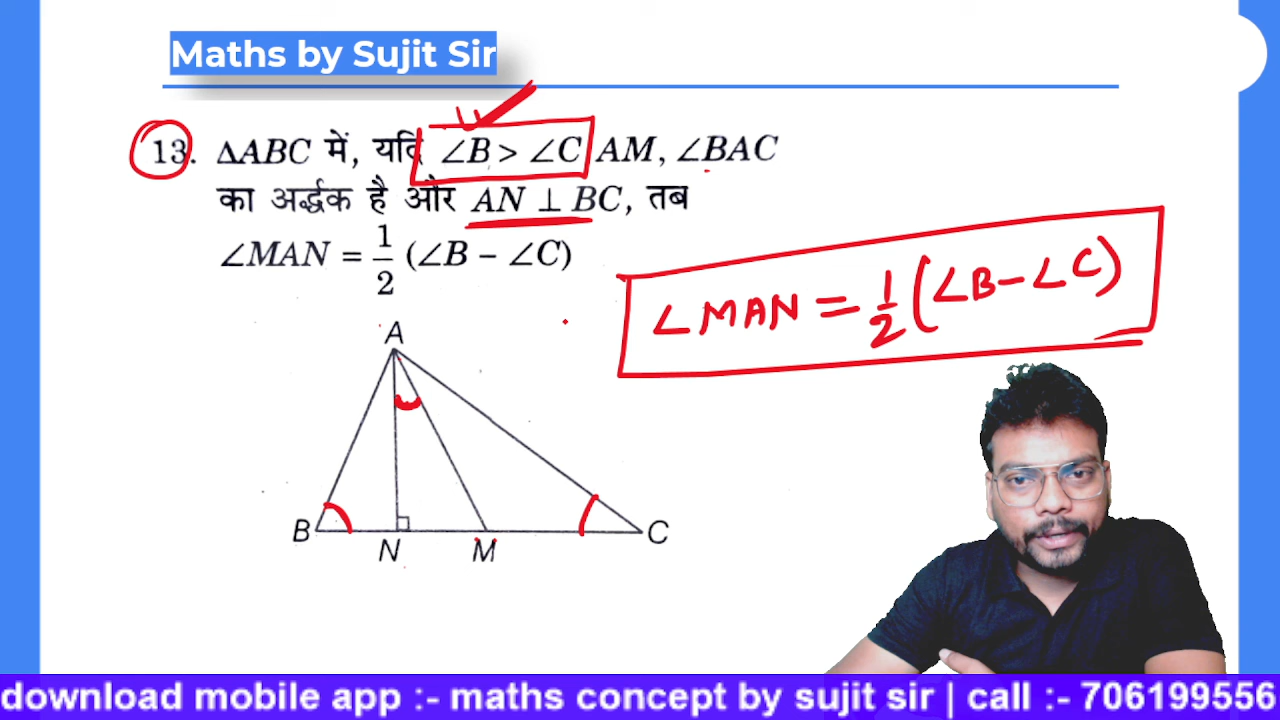 Maths by Sujit Sir
13. ΔABC में, यदि ∠B > ∠C AM, ∠BAC
का अर्द्धक है और AN ⊥ BC, तब
∠MAN = 1/2 (∠B – ∠C)
∠MAN = 1/2 (∠B – ∠C)
A
B
N
M
C
download mobile app :- maths concept by sujit sir | call :- 706199556